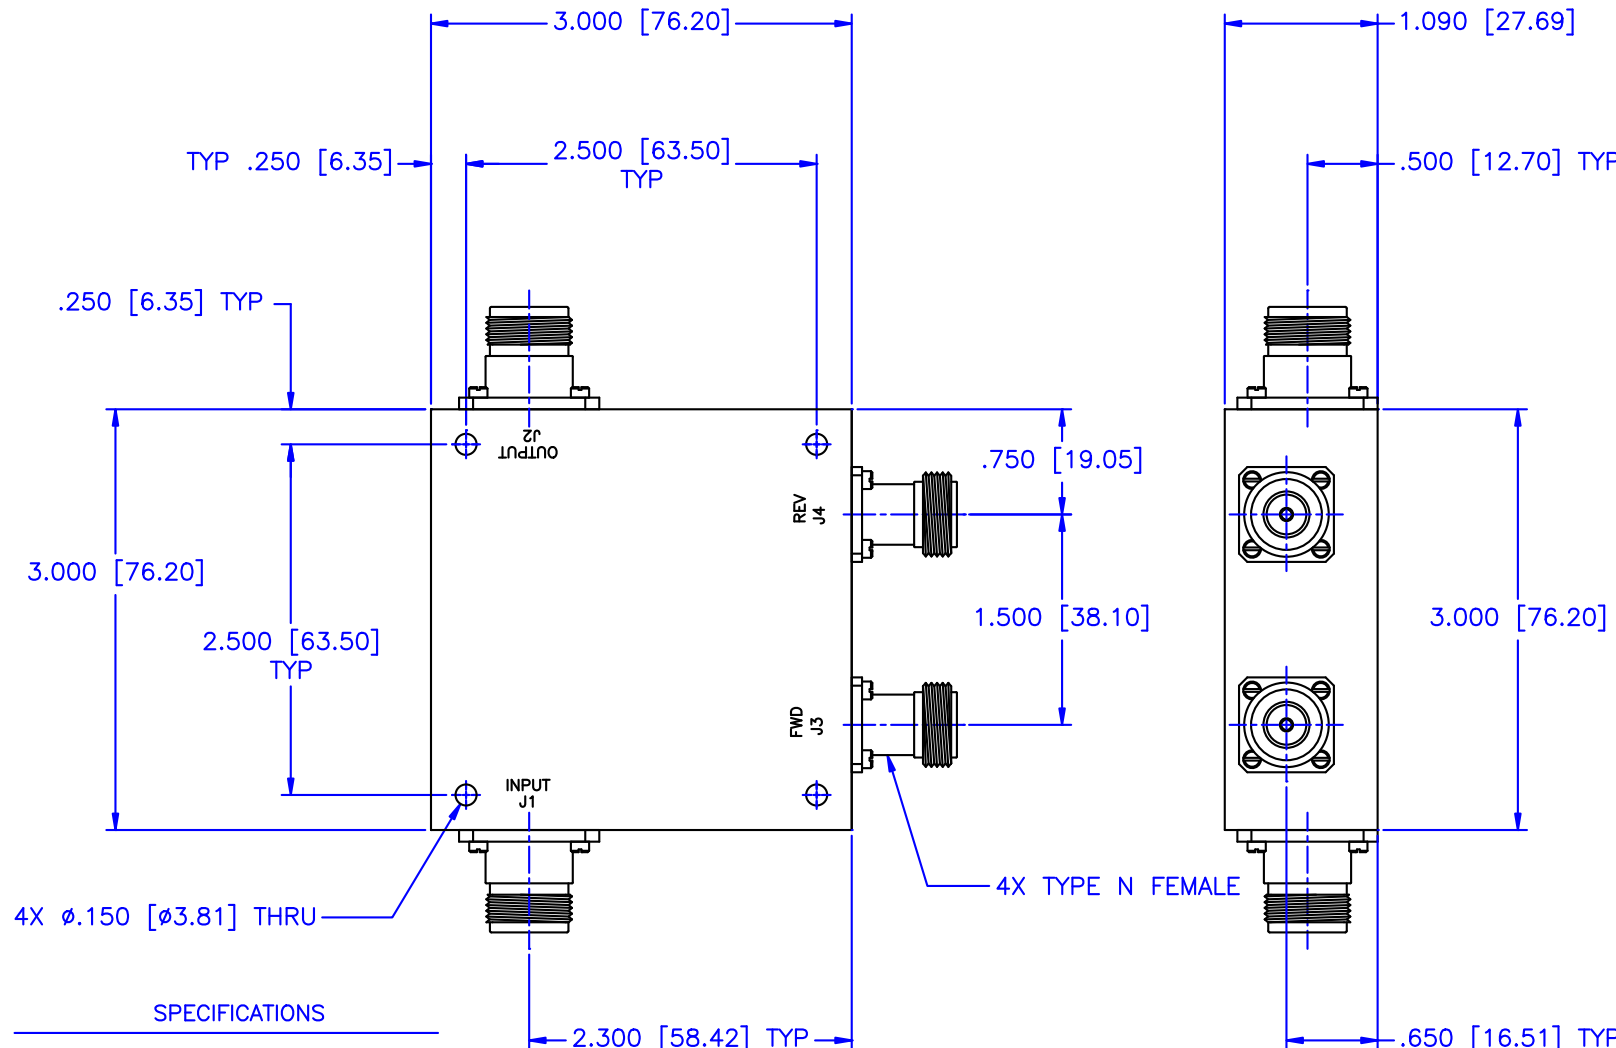 3.000 [76.20]
1.090 [27.69]
TYP .250 [6.35]
2.500 [63.50]
TYP
.500 [12.70] TYP
.250 [6.35] TYP
J2
OUTPUT
.750 [19.05]
REV
J4
3.000 [76.20]
2.500 [63.50]
TYP
1.500 [38.10]
3.000 [76.20]
FWD
J3
INPUT
J1
4X TYPE N FEMALE
4X ø.150 [ø3.81] THRU
SPECIFICATIONS
2.300 [58.42] TYP
.650 [16.51] TYP